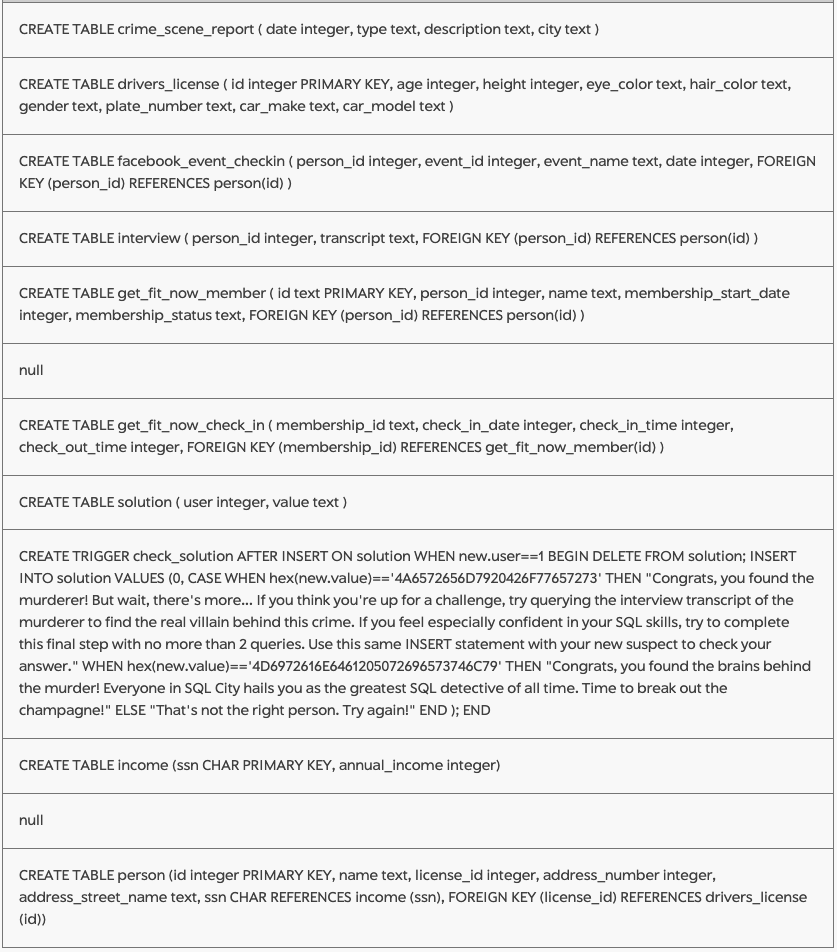 CREATE TABLE crime_scene_report ( date integer, type text, description text, city text )
CREATE TABLE drivers_license ( id integer PRIMARY KEY, age integer, height integer, eye_color text, hair_color text,
gender text, plate_number text, car_make text, car_model text )
CREATE TABLE facebook_event_checkin ( person_id integer, event_id integer, event_name text, date integer, FOREIGN
KEY (person_id) REFERENCES person(id) )
CREATE TABLE interview ( person_id integer, transcript text, FOREIGN KEY (person_id) REFERENCES person(id) )
CREATE TABLE get_fit_now_member ( id text PRIMARY KEY, person_id integer, name text, membership_start_date
integer, membership_status text, FOREIGN KEY (person_id) REFERENCES person(id) )
null
CREATE TABLE get_fit_now_check_in ( membership_id text, check_in_date integer, check_in_time integer,
check_out_time integer, FOREIGN KEY (membership_id) REFERENCES get_fit_now_member(id) )
CREATE TABLE solution ( user integer, value text )
CREATE TRIGGER check_solution AFTER INSERT ON solution WHEN new.user==1 BEGIN DELETE FROM solution; INSERT
INTO solution VALUES (0, CASE WHEN hex(new.value)=='4A6572656D7920426F77657273' THEN "Congrats, you found the
murderer! But wait, there's more... If you think you're up for a challenge, try querying the interview transcript of the
murderer to find the real villain behind this crime. If you feel especially confident in your SQL skills, try to complete
this final step with no more than 2 queries. Use this same INSERT statement with your new suspect to check your
answer." WHEN hex(new.value)=='4D6972616E6461205072696573746C79' THEN "Congrats, you found the brains behind
the murder! Everyone in SQL City hails you as the greatest SQL detective of all time. Time to break out the
champagne!" ELSE "That's not the right person. Try again!" END ); END
CREATE TABLE income (ssn CHAR PRIMARY KEY, annual_income integer)
null
CREATE TABLE person (id integer PRIMARY KEY, name text, license_id integer, address_number integer,
address_street_name text, ssn CHAR REFERENCES income (ssn), FOREIGN KEY (license_id) REFERENCES drivers_license
(id))